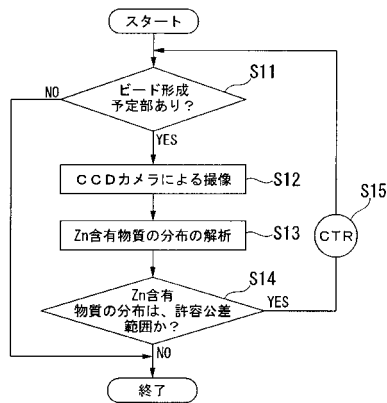 スタート
S11
ビード形成
予定部あり？
NO
YES
CCDカメラによる撮像
S12
S15
CTR
Zn含有物質の分布の解析
S13
S14
Zn含有
物質の分布は、許容公差
範囲か？
YES
NO
終了